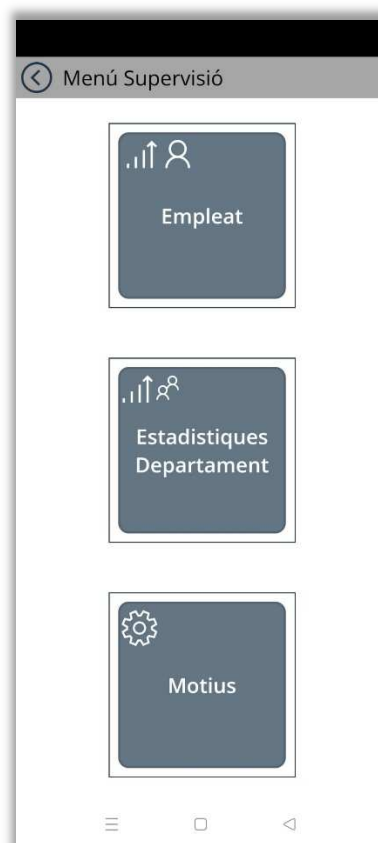 Menú Supervisió
Empleat
Estadistiques
Departament
Motius